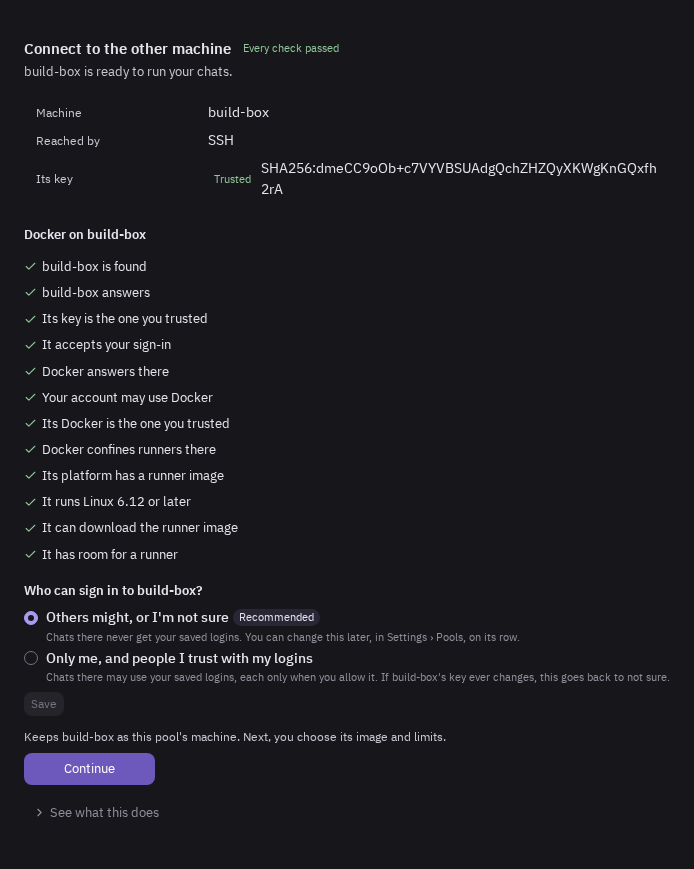 Connect to the other machine Every check passed
build-box is ready to run your chats.
Machine build-box
Reached by SSH
Its key Trusted SHA256:dmeCC9oOb+c7VYVBSUAdgQchZHZQyXKWgKnGQxfh
2rA
Docker on build-box
build-box is found
build-box answers
Its key is the one you trusted
It accepts your sign-in
Docker answers there
Your account may use Docker
Its Docker is the one you trusted
Docker confines runners there
Its platform has a runner image
It runs Linux 6.12 or later
It can download the runner image
It has room for a runner
Who can sign in to build-box?
Others might, or I'm not sure Recommended
Chats there never get your saved logins. You can change this later, in Settings › Pools, on its row.
Only me, and people I trust with my logins
Chats there may use your saved logins, each only when you allow it. If build-box's key ever changes, this goes back to not sure.
Save
Keeps build-box as this pool's machine. Next, you choose its image and limits.
Continue
See what this does